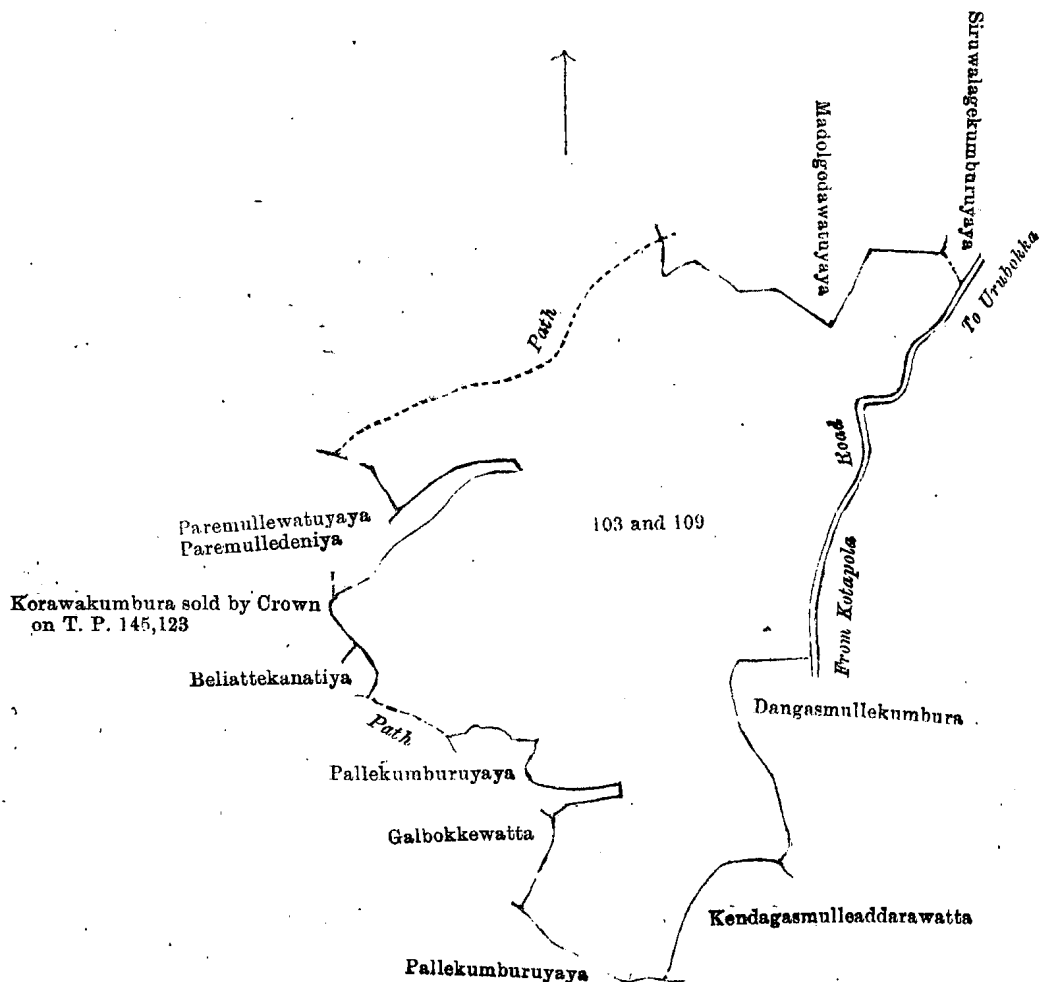 Siruwalagekumburuyaya
Madolgodawatuyaya
To Urubokka
Path
Road
Paremullewatuyaya
Paremulledeniya
103 and 109
From Kotapola
Korawakumbura sold by Crown
on T. P. 145,123
Beliattekanatiya
Path
Dangasmullekumbura
Pallekumburuyaya
Galbokkewatta
Kendagasmulleaddarawatta
Pallekumburuyaya